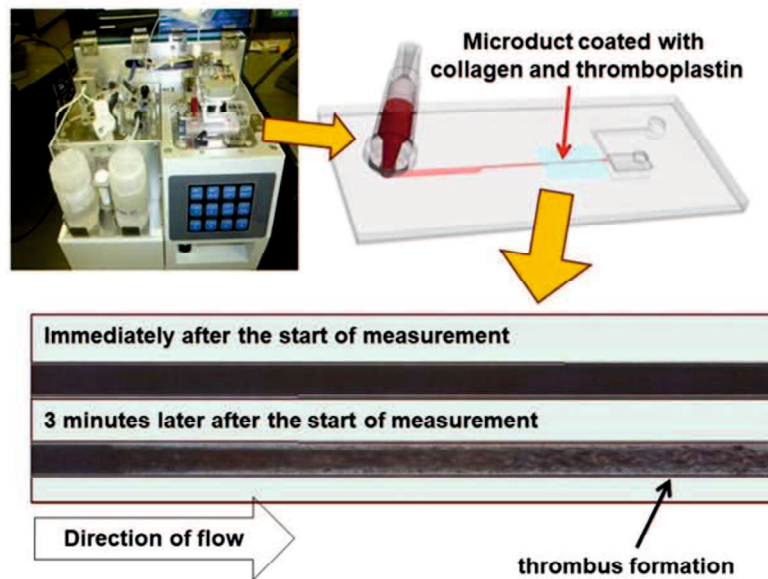 Microduct coated with
collagen and thromboplastin
Immediately after the start of measurement
3 minutes later after the start of measurement
Direction of flow
thrombus formation